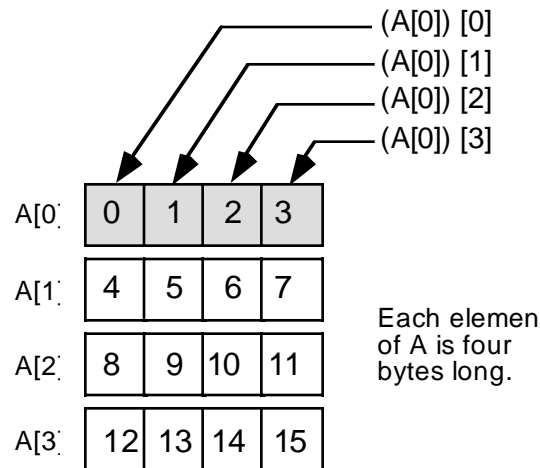 (A[0]) [0]
(A[0]) [1]
(A[0]) [2]
(A[0]) [3]
A[0] 0 1 2 3
A[1] 4 5 6 7
A[2] 8 9 10 11
A[3] 12 13 14 15
Each elemen
of A is four
bytes long.